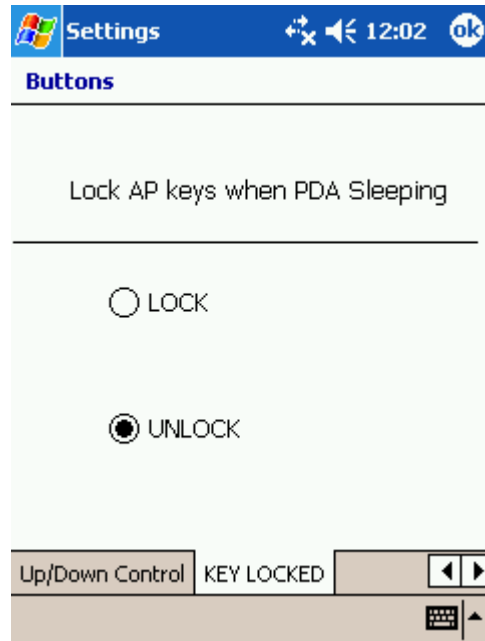 Settings 12:02 ok
Buttons
Lock AP keys when PDA Sleeping
LOCK
UNLOCK
Up/Down Control KEY LOCKED